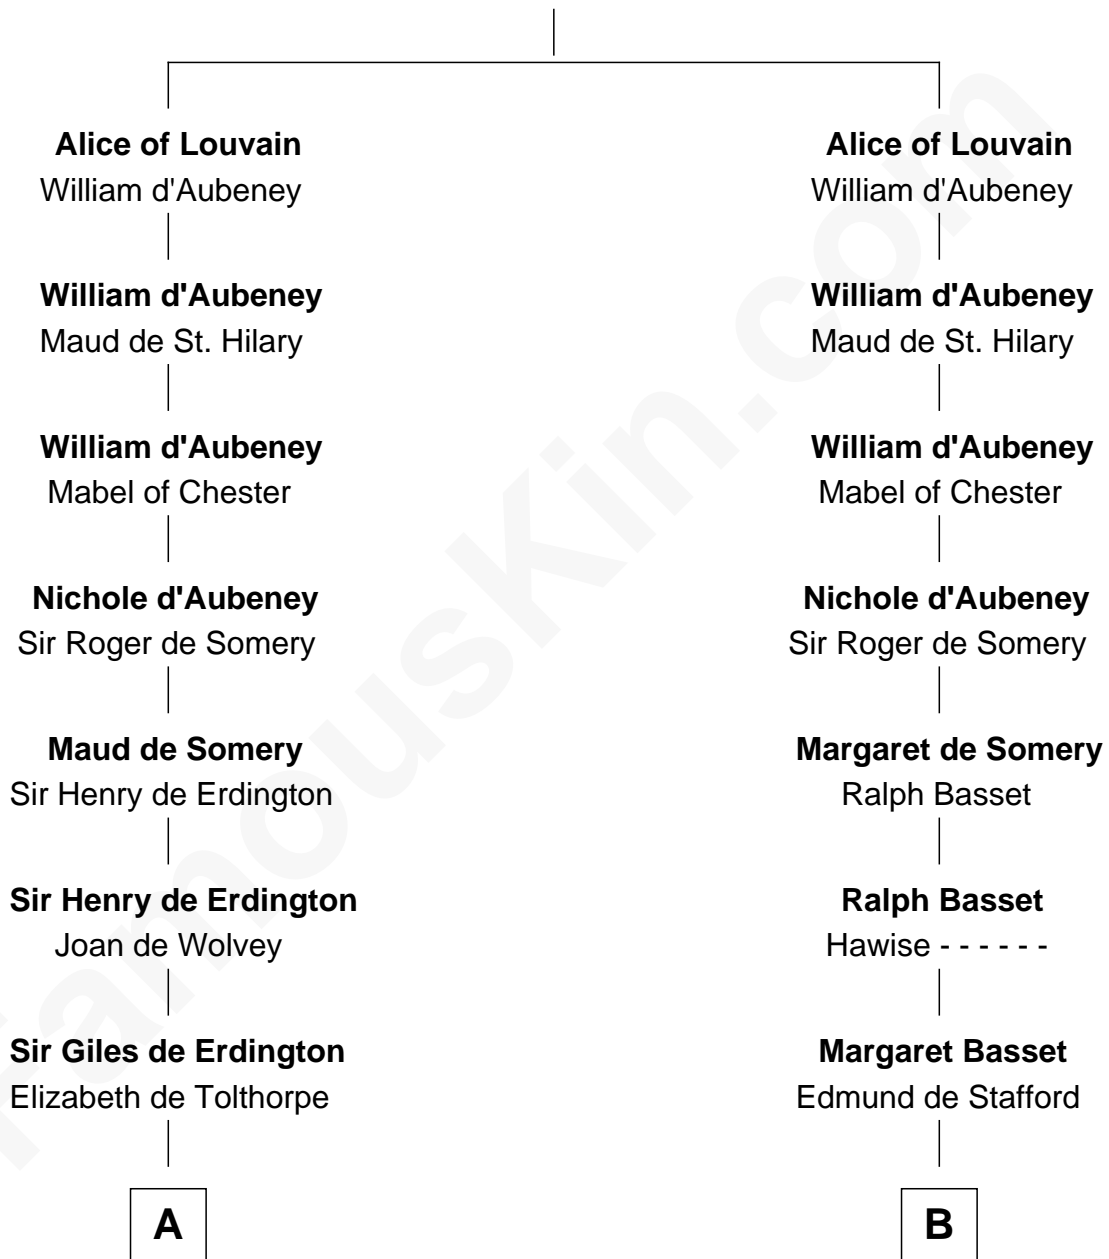 Alice of Louvain
William d'Aubeney
William d'Aubeney
Maud de St. Hilary
William d'Aubeney
Mabel of Chester
Nichole d'Aubeney
Sir Roger de Somery
Maud de Somery
Sir Henry de Erdington
Sir Henry de Erdington
Joan de Wolvey
Sir Giles de Erdington
Elizabeth de Tolthorpe
A
Alice of Louvain
William d'Aubeney
William d'Aubeney
Maud de St. Hilary
William d'Aubeney
Mabel of Chester
Nichole d'Aubeney
Sir Roger de Somery
Margaret de Somery
Ralph Basset
Ralph Basset
Hawise - - - - - -
Margaret Basset
Edmund de Stafford
B
FamousKin.com